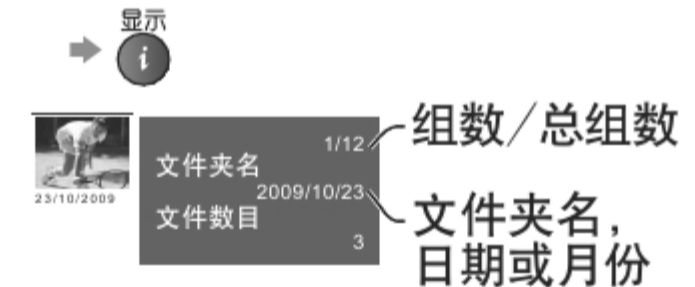 显示
i
1/12
组数/总组数
文件夹名
23/10/2009
2009/10/23
文件夹名,
文件数目
日期或月份
3